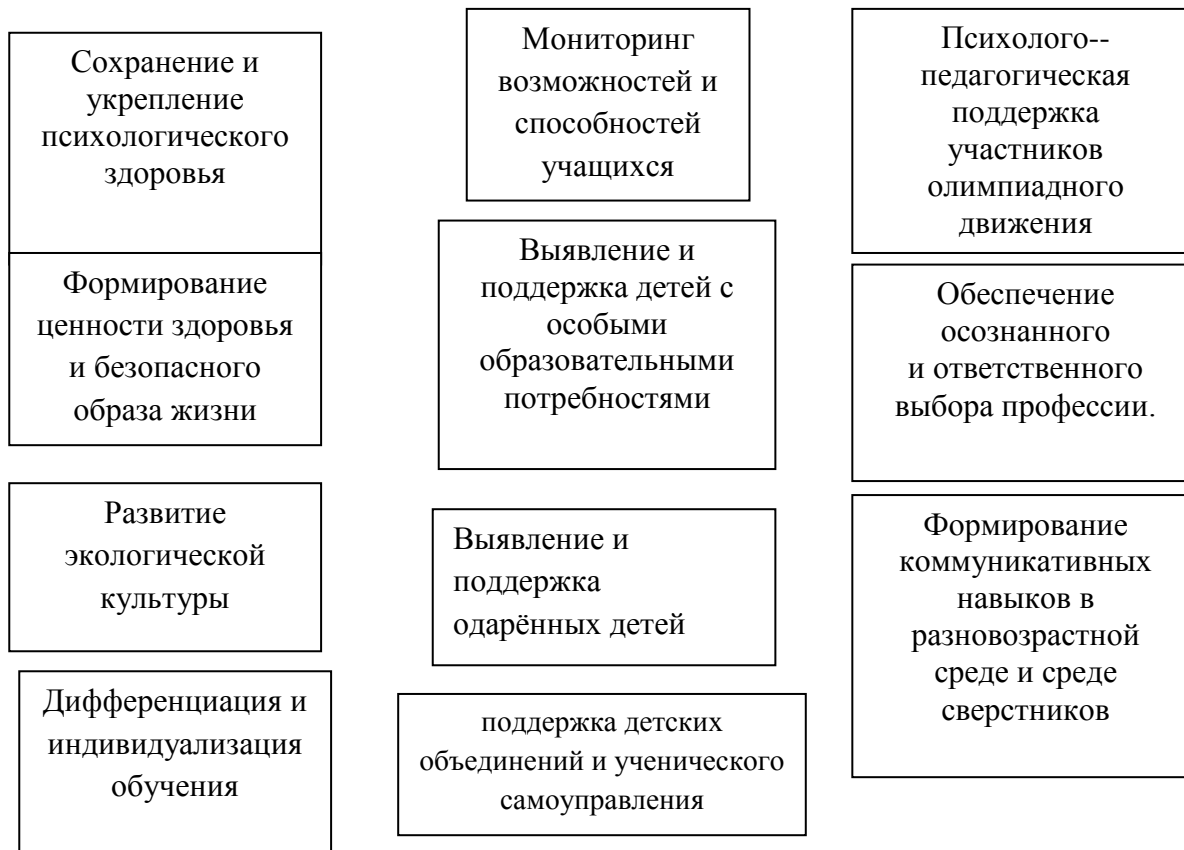 Сохранение и
укрепление
психологического
здоровья
Формирование
ценности здоровья
и безопасного
образа жизни
Развитие
экологической
культуры
Дифференциация и
индивидуализация
обучения
Мониторинг
возможностей и
способностей
учащихся
Выявление и
поддержка детей с
особыми
образовательными
потребностями
Выявление и
поддержка
одарённых детей
поддержка детских
объединений и ученического
самоуправления
Психолого--
педагогическая
поддержка
участников
олимпиадного
движения
Обеспечение
осознанного
и ответственного
выбора профессии.
Формирование
коммуникативных
навыков в
разновозрастной
среде и среде
сверстников